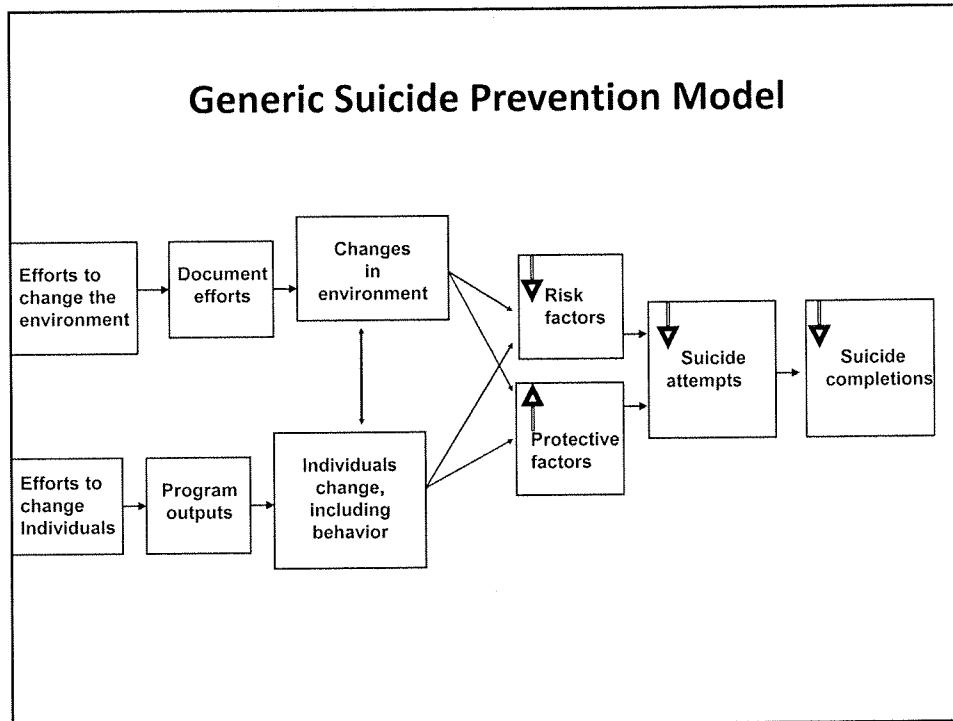 Generic Suicide Prevention Model
Efforts to
change the
environment
Document
efforts
Changes
in
environment
Risk
factors
Suicide
attempts
Suicide
completions
Protective
factors
Efforts to
change
Individuals
Program
outputs
Individuals
change,
including
behavior